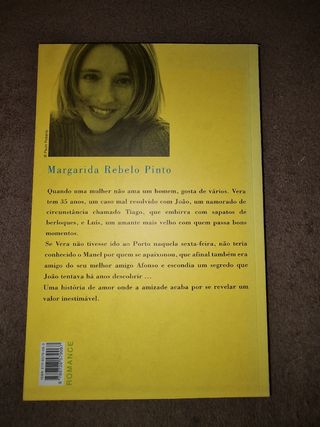 Margarida Rebelo Pinto
Quando uma mulher não ama um homem, gosta de vários. Vera
tem 35 anos, um caso mal resolvido com João, um namorado de
circunstância chamado Tiago, que embirra com sapatos de
berloques, e Luís, um amante mais velho com quem passa bons
momentos.
Se Vera não tivesse ido ao Porto naquela sexta-feira, não teria
conhecido o Manel por quem se apaixonou, que afinal também era
amigo do seu melhor amigo Afonso e escondia um segredo que
João tentava há anos descobrir ...
Uma história de amor onde a amizade acaba por se revelar um
valor inestimável.
ROMANCE